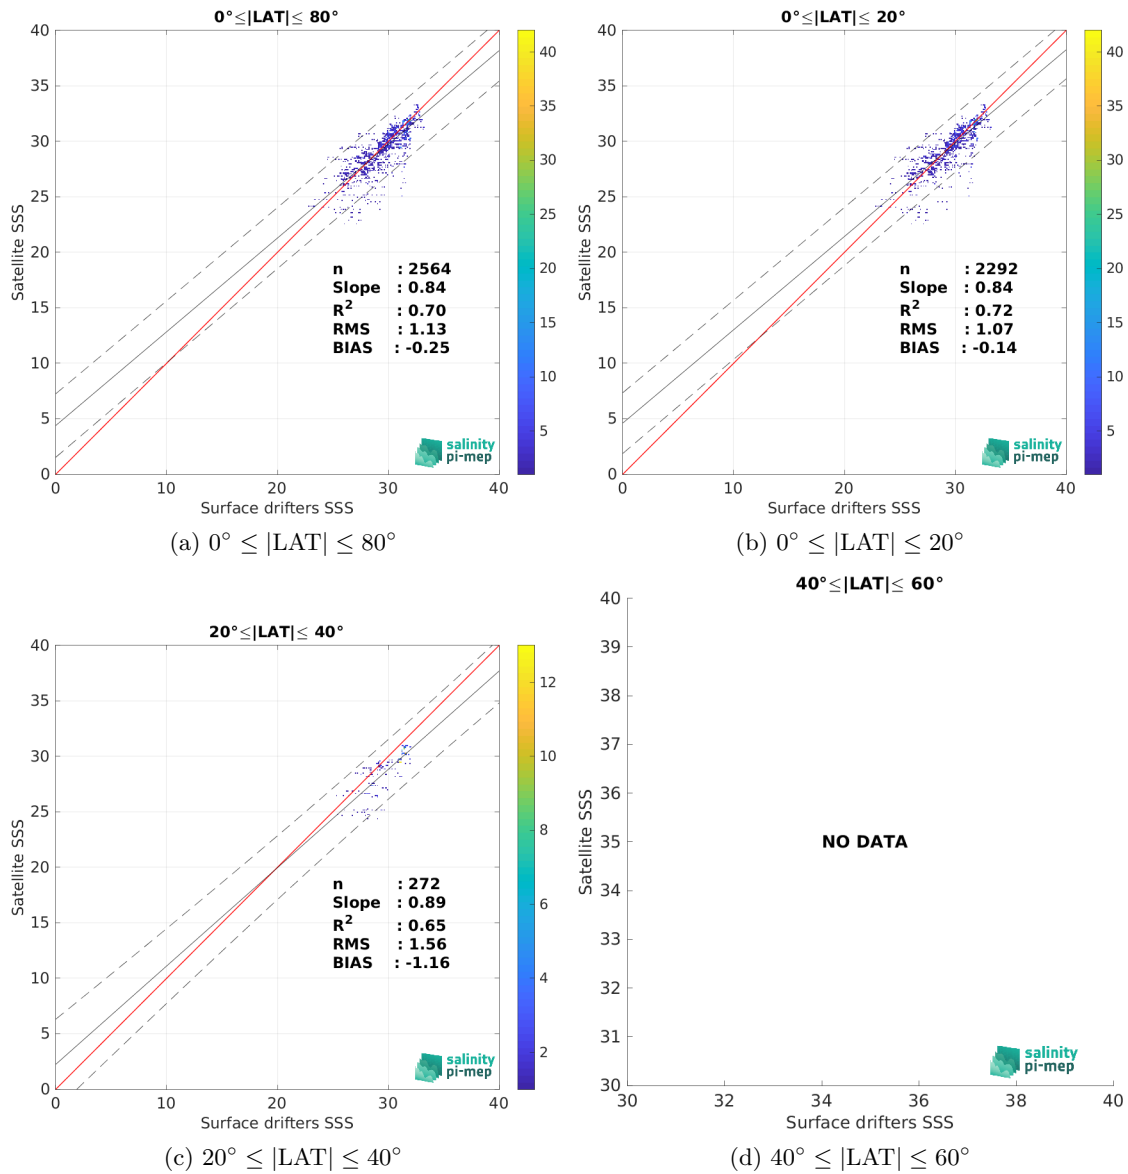 0°≤|LAT|≤ 80°
40
35
30
25
20
15
10
5
0
0
10
20
30
40
Satellite SSS
Surface drifters SSS
n : 2564
Slope : 0.84
R² : 0.70
RMS : 1.13
BIAS : -0.25
salinity
pi-mep
40
35
30
25
20
15
10
5
(a) 0° ≤ |LAT| ≤ 80°
0°≤|LAT|≤ 20°
40
35
30
25
20
15
10
5
0
0
10
20
30
40
Satellite SSS
Surface drifters SSS
n : 2292
Slope : 0.84
R² : 0.72
RMS : 1.07
BIAS : -0.14
salinity
pi-mep
40
35
30
25
20
15
10
5
(b) 0° ≤ |LAT| ≤ 20°
20°≤|LAT|≤ 40°
40
35
30
25
20
15
10
5
0
0
10
20
30
40
Satellite SSS
Surface drifters SSS
n : 272
Slope : 0.89
R² : 0.65
RMS : 1.56
BIAS : -1.16
salinity
pi-mep
12
10
8
6
4
2
(c) 20° ≤ |LAT| ≤ 40°
40°≤|LAT|≤ 60°
40
39
38
37
36
35
34
33
32
31
30
30
32
34
36
38
40
Satellite SSS
Surface drifters SSS
NO DATA
salinity
pi-mep
(d) 40° ≤ |LAT| ≤ 60°